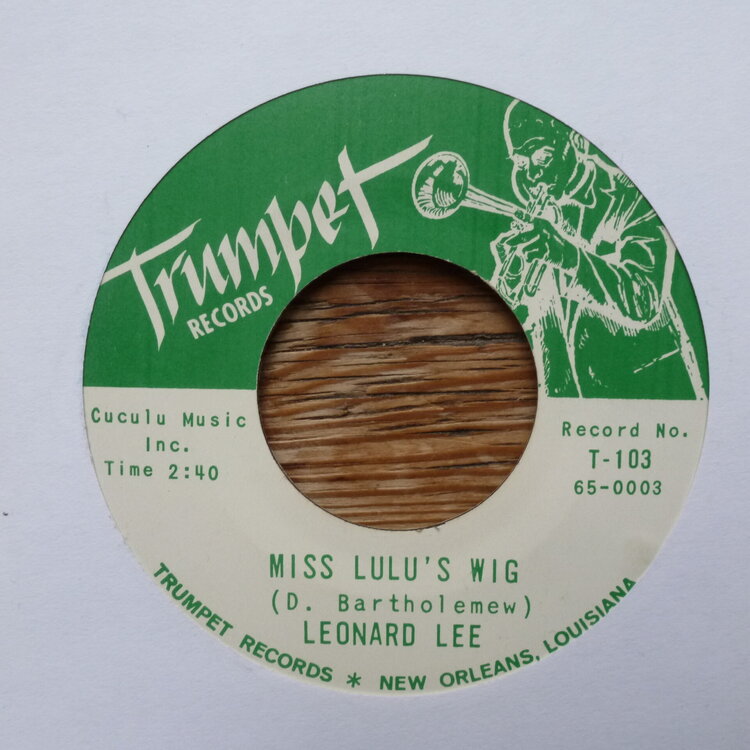 Trumpet
RECORDS
Cuculu Music
Inc.
Time 2:40
Record No.
T-103
65-0003
MISS LULU'S WIG
(D. Bartholemew)
LEONARD LEE
TRUMPET RECORDS * NEW ORLEANS, LOUISIANA